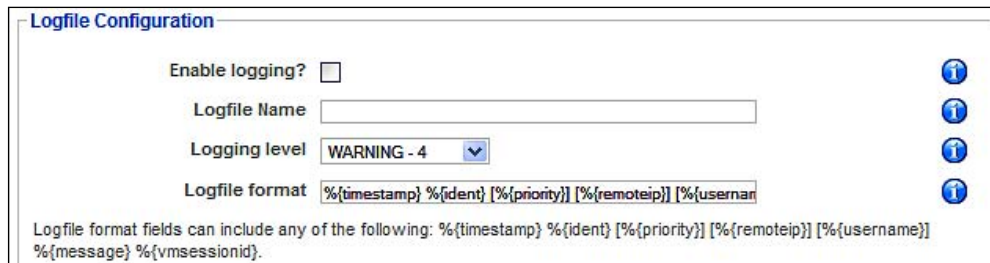 Logfile Configuration
Enable logging?
Logfile Name
Logging level WARNING - 4
Logfile format %{timestamp} %{ident} [%{priority}] [%{remoteip}] [%{usernam
Logfile format fields can include any of the following: %{timestamp} %{ident} [%{priority}] [%{remoteip}] [%{username}]
%{message} %{vmsessionid}.